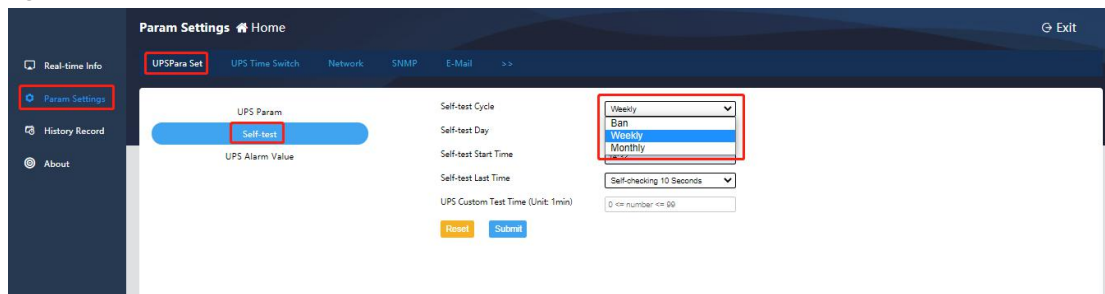 Param Settings Home
Exit
Real-time Info
Param Settings
History Record
About
UPSPara Set UPS Time Switch Network SNMP E-Mail >>
UPS Param
Self-test
UPS Alarm Value
Self-test Cycle Weekly
Ban
Weekly
Monthly
Self-test Day
Self-test Start Time
Self-test Last Time Self-checking 10 Seconds
UPS Custom Test Time (Unit: 1min) 0 <= number <= 99
Reset Submit